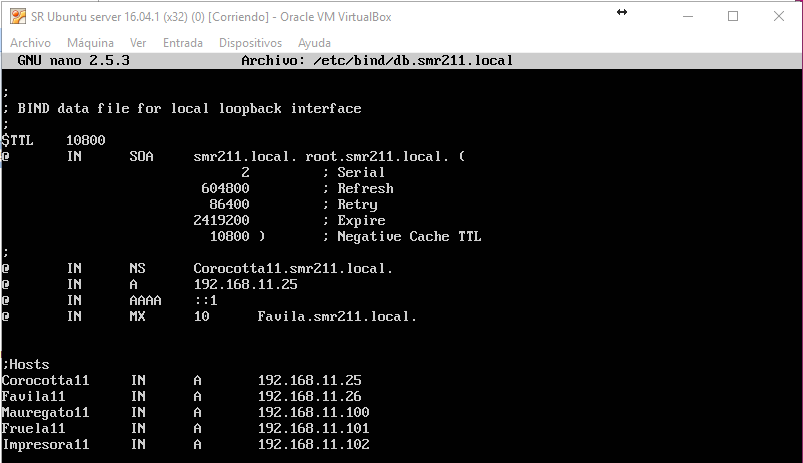 SR Ubuntu server 16.04.1 (x32) (0) [Corriendo] - Oracle VM VirtualBox
Archivo Máquina Ver Entrada Dispositivos Ayuda
GNU nano 2.5.3 Archivo: /etc/bind/db.smr211.local
;
; BIND data file for local loopback interface
;
$TTL 10800
@ IN SOA smr211.local. root.smr211.local. (
2 ; Serial
604800 ; Refresh
86400 ; Retry
2419200 ; Expire
10800 ) ; Negative Cache TTL
;
@ IN NS Corocotta11.smr211.local.
@ IN A 192.168.11.25
@ IN AAAA ::1
@ IN MX 10 Favila.smr211.local.
;Hosts
Corocotta11 IN A 192.168.11.25
Favila11 IN A 192.168.11.26
Mauregato11 IN A 192.168.11.100
Fruela11 IN A 192.168.11.101
Impresora11 IN A 192.168.11.102